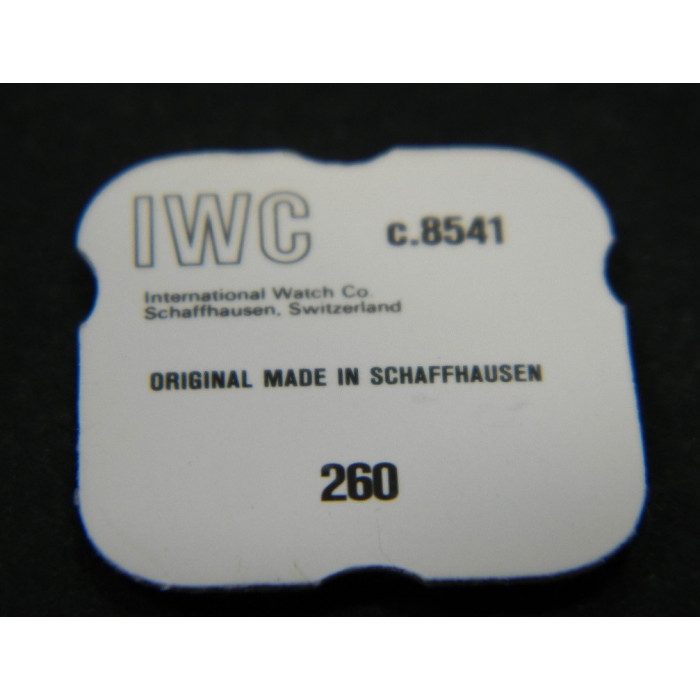 IWC c.8541
International Watch Co.
Schaffhausen, Switzerland
ORIGINAL MADE IN SCHAFFHAUSEN
260